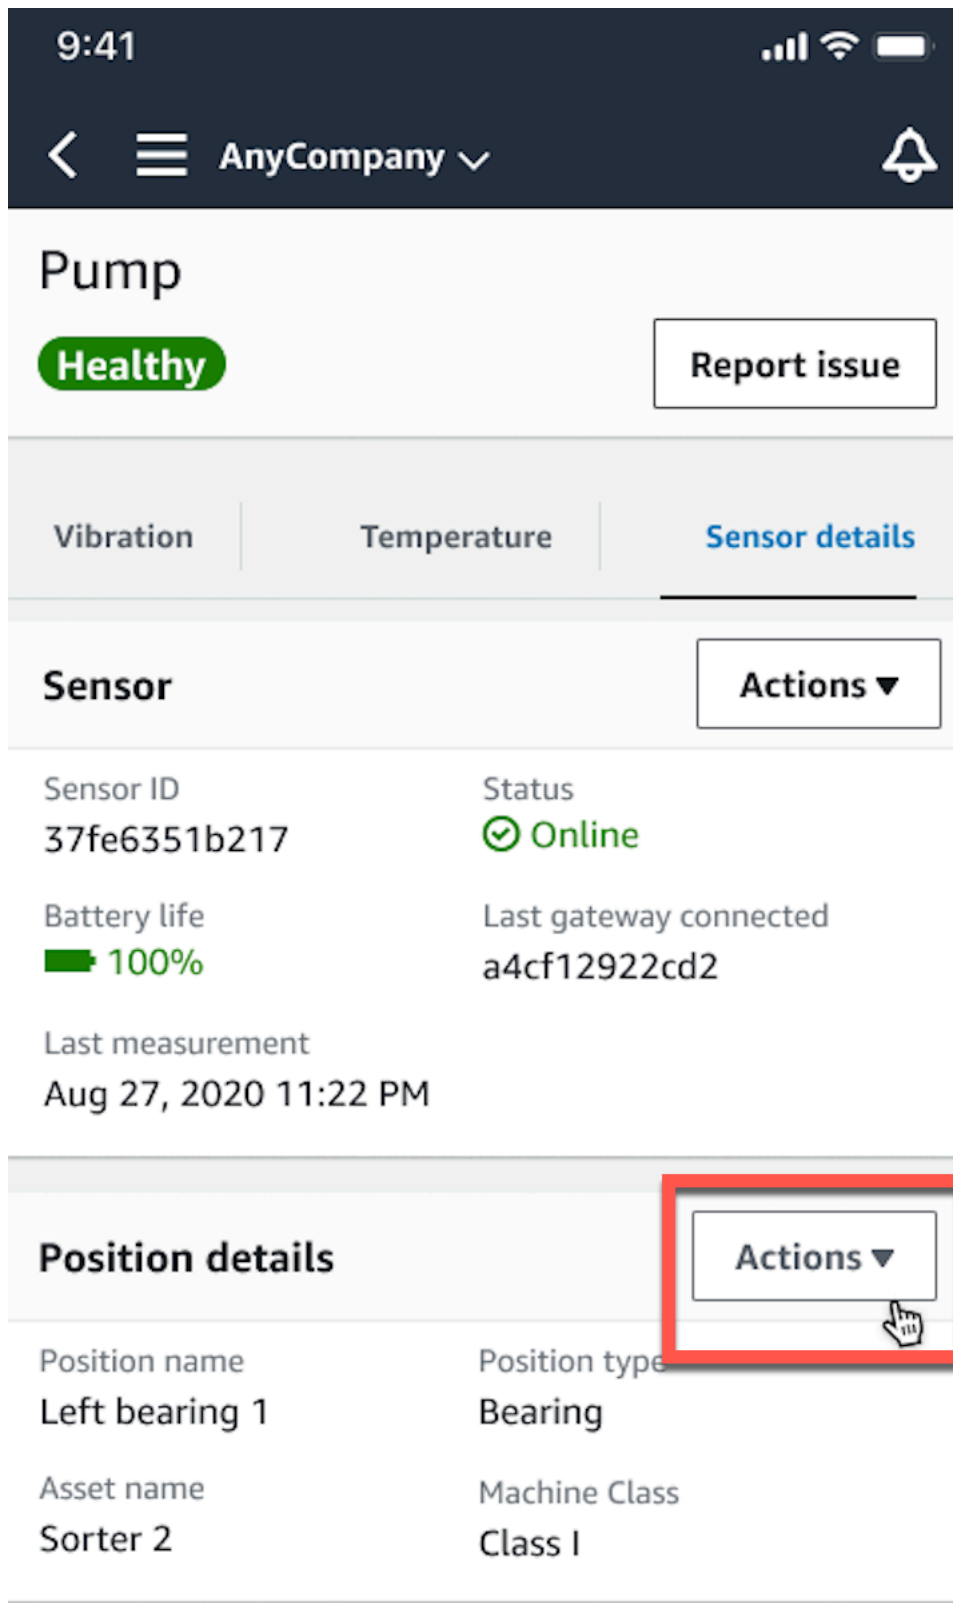 9:41
AnyCompany
Pump
Healthy
Report issue
Vibration
Temperature
Sensor details
Sensor
Actions
Sensor ID
Status
37fe6351b217
Online
Battery life
Last gateway connected
100%
a4cf12922cd2
Last measurement
Aug 27, 2020 11:22 PM
Position details
Actions
Position name
Position type
Left bearing 1
Bearing
Asset name
Machine Class
Sorter 2
Class I